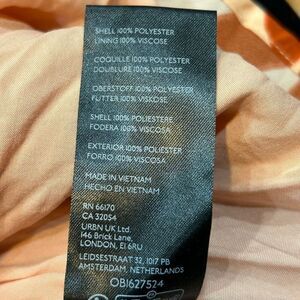 SHELL 100% POLYESTER
LINING 100% VISCOSE
COQUILLE 100% POLYESTER
DOUBLURE 100% VISCOSE
OBERSTOFF 100% POLYESTER
FUTTER 100% VISKOSE
SHELL 100% POLIESTERE
FODERA 100% VISCOSA
EXTERIOR 100% POLIÉSTER
FORRO 100% VISCOSA
MADE IN VIETNAM
HECHO EN VIETNAM
RN 66170
CA 32054
URBN UK Ltd.
146 Brick Lane,
LONDON, E1 6RU
LEIDSESTRAAT 32, 1017 PB
AMSTERDAM, NETHERLANDS
OB1627524